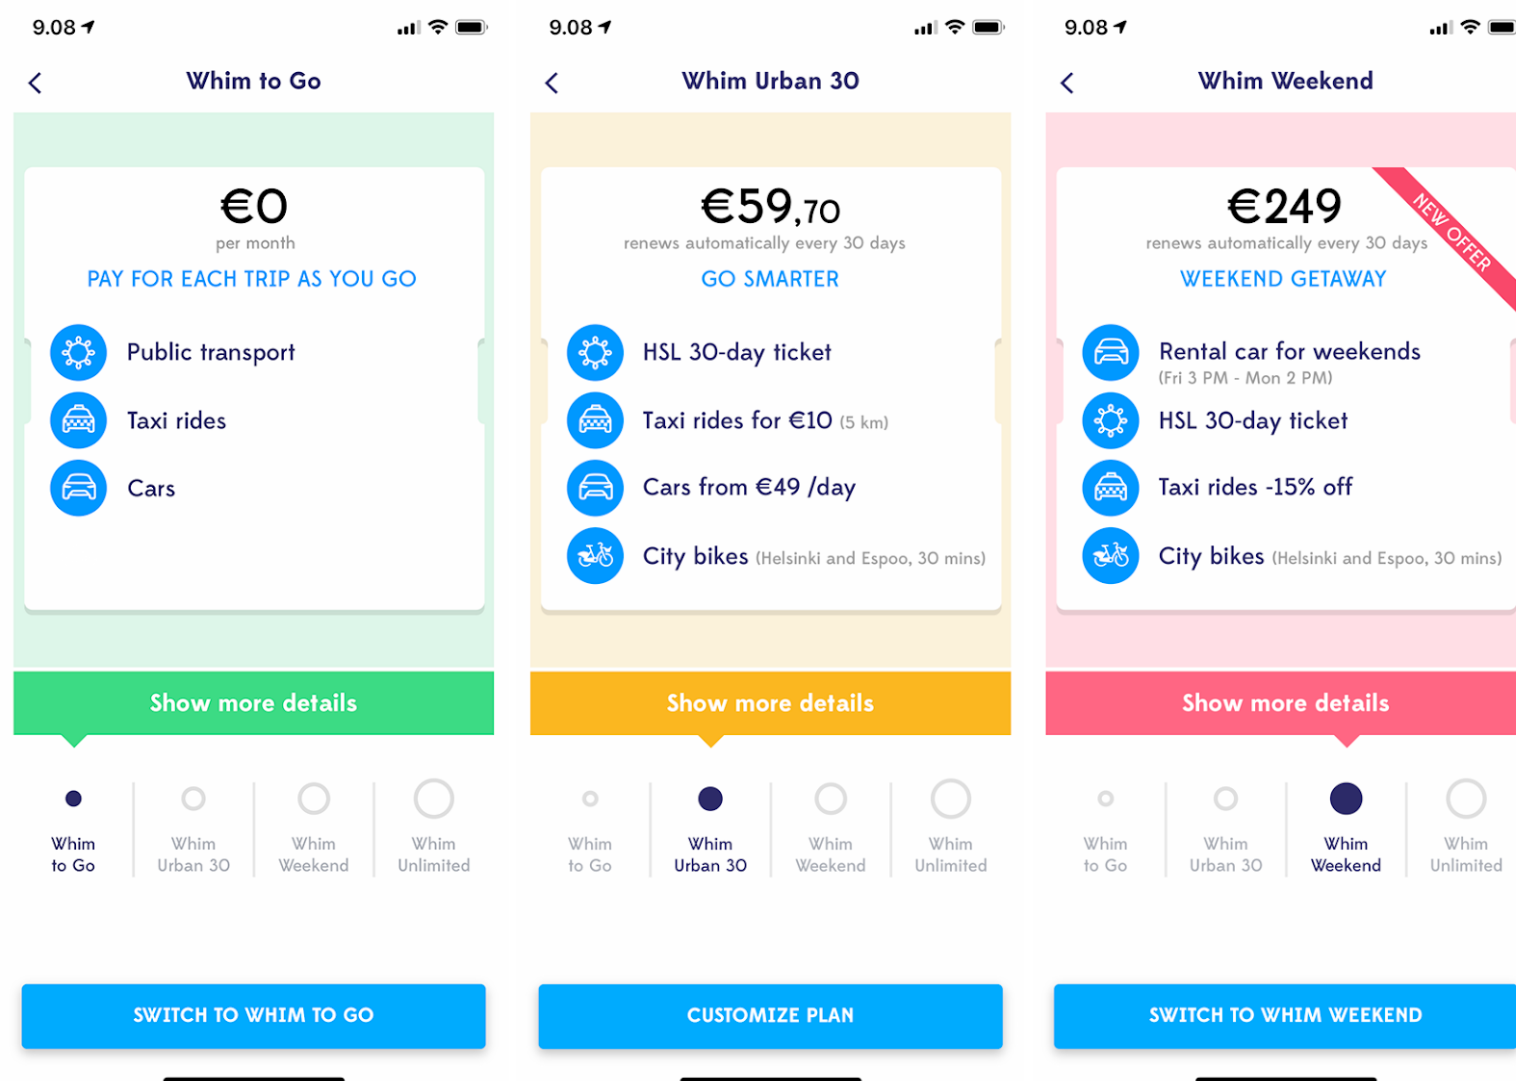 9.08
Whim to Go
€0
per month
PAY FOR EACH TRIP AS YOU GO
Public transport
Taxi rides
Cars
Show more details
Whim to Go
Whim Urban 30
Whim Weekend
Whim Unlimited
SWITCH TO WHIM TO GO
9.08
Whim Urban 30
€59,70
renews automatically every 30 days
GO SMARTER
HSL 30-day ticket
Taxi rides for €10 (5 km)
Cars from €49 /day
City bikes (Helsinki and Espoo, 30 mins)
Show more details
Whim to Go
Whim Urban 30
Whim Weekend
Whim Unlimited
CUSTOMIZE PLAN
9.08
Whim Weekend
€249
renews automatically every 30 days
NEW OFFER
WEEKEND GETAWAY
Rental car for weekends
(Fri 3 PM - Mon 2 PM)
HSL 30-day ticket
Taxi rides -15% off
City bikes (Helsinki and Espoo, 30 mins)
Show more details
Whim to Go
Whim Urban 30
Whim Weekend
Whim Unlimited
SWITCH TO WHIM WEEKEND